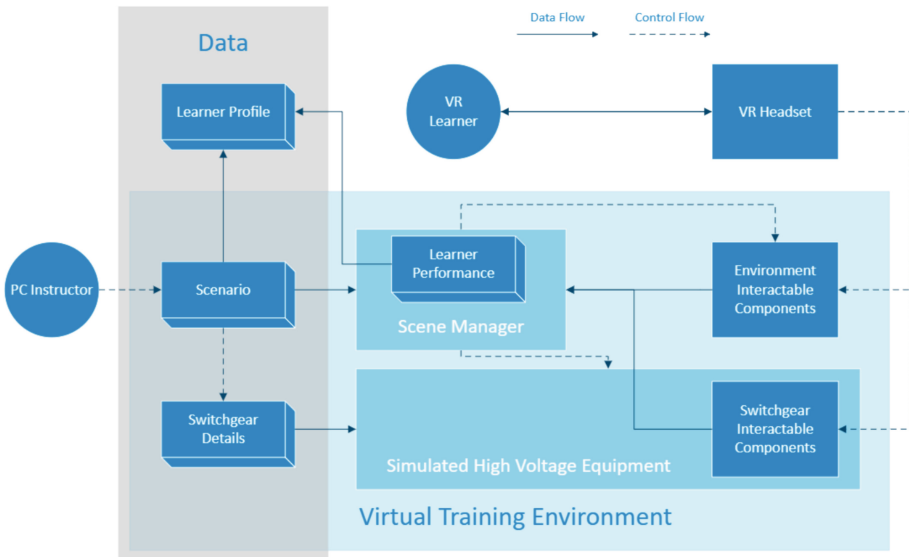 Data Flow
Control Flow
Data
Learner Profile
VR
Learner
VR Headset
PC Instructor
Scenario
Learner
Performance
Scene Manager
Environment
Interactable
Components
Switchgear
Details
Simulated High Voltage Equipment
Switchgear
Interactable
Components
Virtual Training Environment